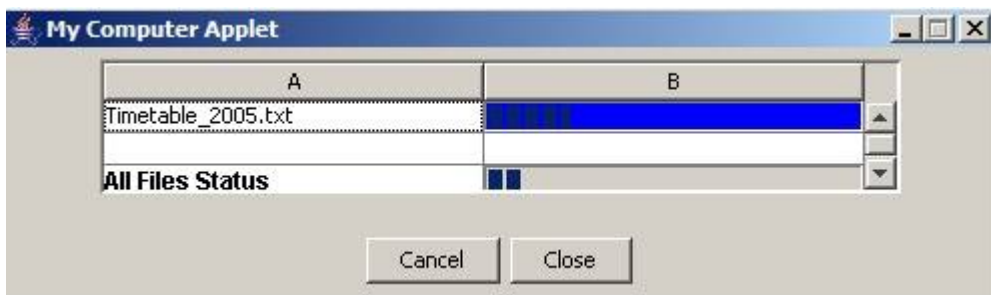 My Computer Applet
A B
Timetable_2005.txt
All Files Status
Cancel Close